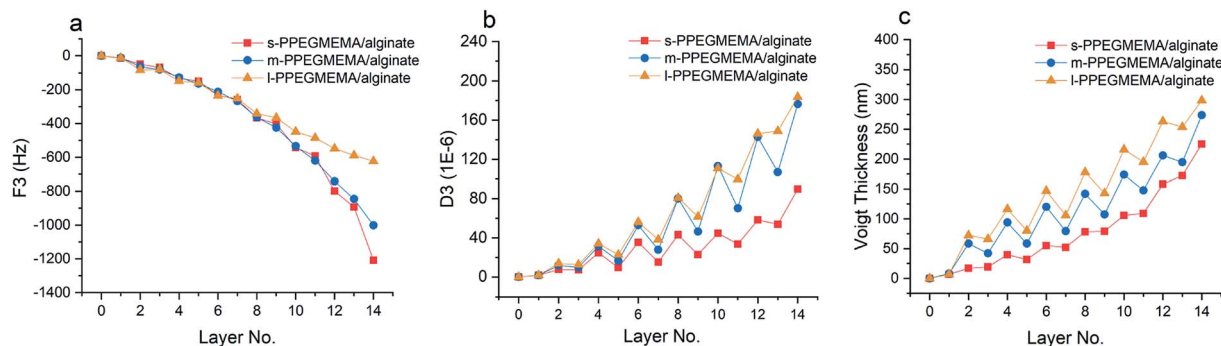 a
s-PPEGMEMA/alginate
m-PPEGMEMA/alginate
l-PPEGMEMA/alginate
0
-200
-400
-600
-800
-1000
-1200
-1400
F3 (Hz)
0 2 4 6 8 10 12 14
Layer No.
b
s-PPEGMEMA/alginate
m-PPEGMEMA/alginate
l-PPEGMEMA/alginate
240
200
160
120
80
40
0
D3 (1E-6)
0 2 4 6 8 10 12 14
Layer No.
c
s-PPEGMEMA/alginate
m-PPEGMEMA/alginate
l-PPEGMEMA/alginate
400
350
300
250
200
150
100
50
0
Voigt Thickness (nm)
0 2 4 6 8 10 12 14
Layer No.